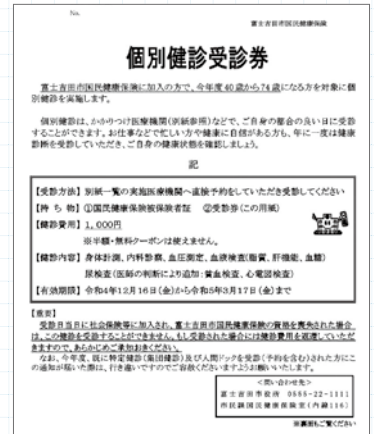 No.
富士吉田市国民健康保険
個別健診受診券
富士吉田市国民健康保険に加入の方で、今年度40歳から74歳になる方を対象に個
別健診を実施します。
個別健診は、かかりつけ医療機関(別紙参照)などで、ご自身の都合の良い日に受診
することができます。お仕事などで忙しい方や健康に自信がある方も、年に一度は健康
診断を受診していただき、ご自身の健康状態を確認しましょう。
記
【受診方法】別紙一覧の実施医療機関へ直接予約をしていただき受診してください
【持ち物】①国民健康保険被保険者証 ②受診券(この用紙)
【健診費用】1,000円
※半額・無料クーポンは使えません。
【健診内容】身体計測、内科診察、血圧測定、血液検査(脂質、肝機能、血糖)
尿検査(医師の判断により追加:貧血検査、心電図検査)
【有効期限】令和4年12月16日(金)から令和5年3月17日(金)まで
【重要】
受診日当日に社会保険等に加入され、富士吉田市国民健康保険の資格を喪失された場合
は、この健診を受診することができません。もし受診された場合には健診費用を返還していただ
きますので、あらかじめご承知おきください。
なお、今年度、既に特定健診(集団健診)及び人間ドックを受診(予約を含む)された方にこ
の通知が届いた際は、行き違いですのでご容赦くださいますようお願いいたします。
<問い合わせ先>
富士吉田市役所 0555-22-1111
市民課国民健康保険室(内線116)
※裏面もご覧ください